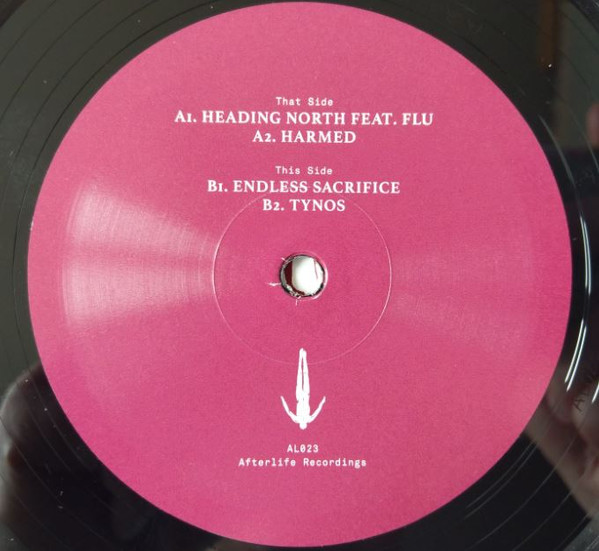 That Side
A1. HEADING NORTH FEAT. FLU
A2. HARMED
This Side
B1. ENDLESS SACRIFICE
B2. TYNOS
AL023
Afterlife Recordings